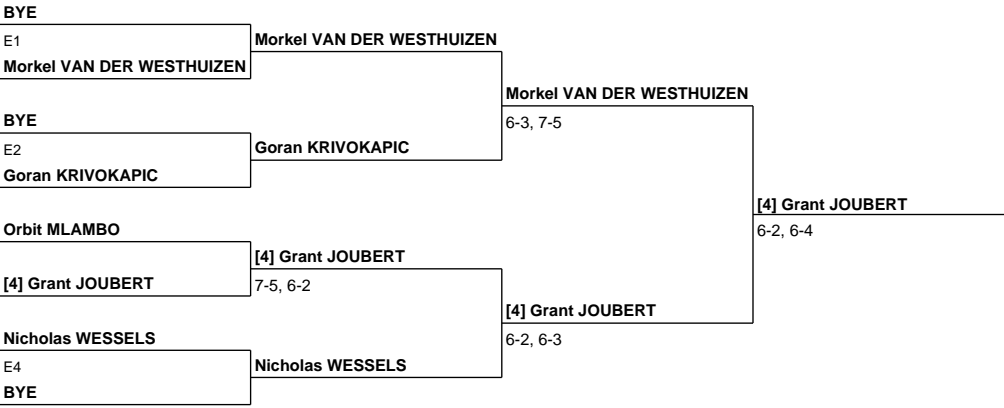 BYE
E1
Morkel VAN DER WESTHUIZEN
Morkel VAN DER WESTHUIZEN
BYE
E2
Goran KRIVOKAPIC
Goran KRIVOKAPIC
Morkel VAN DER WESTHUIZEN
6-3, 7-5
Orbit MLAMBO
[4] Grant JOUBERT
[4] Grant JOUBERT
7-5, 6-2
Nicholas WESSELS
E4
BYE
Nicholas WESSELS
[4] Grant JOUBERT
6-2, 6-3
[4] Grant JOUBERT
6-2, 6-4